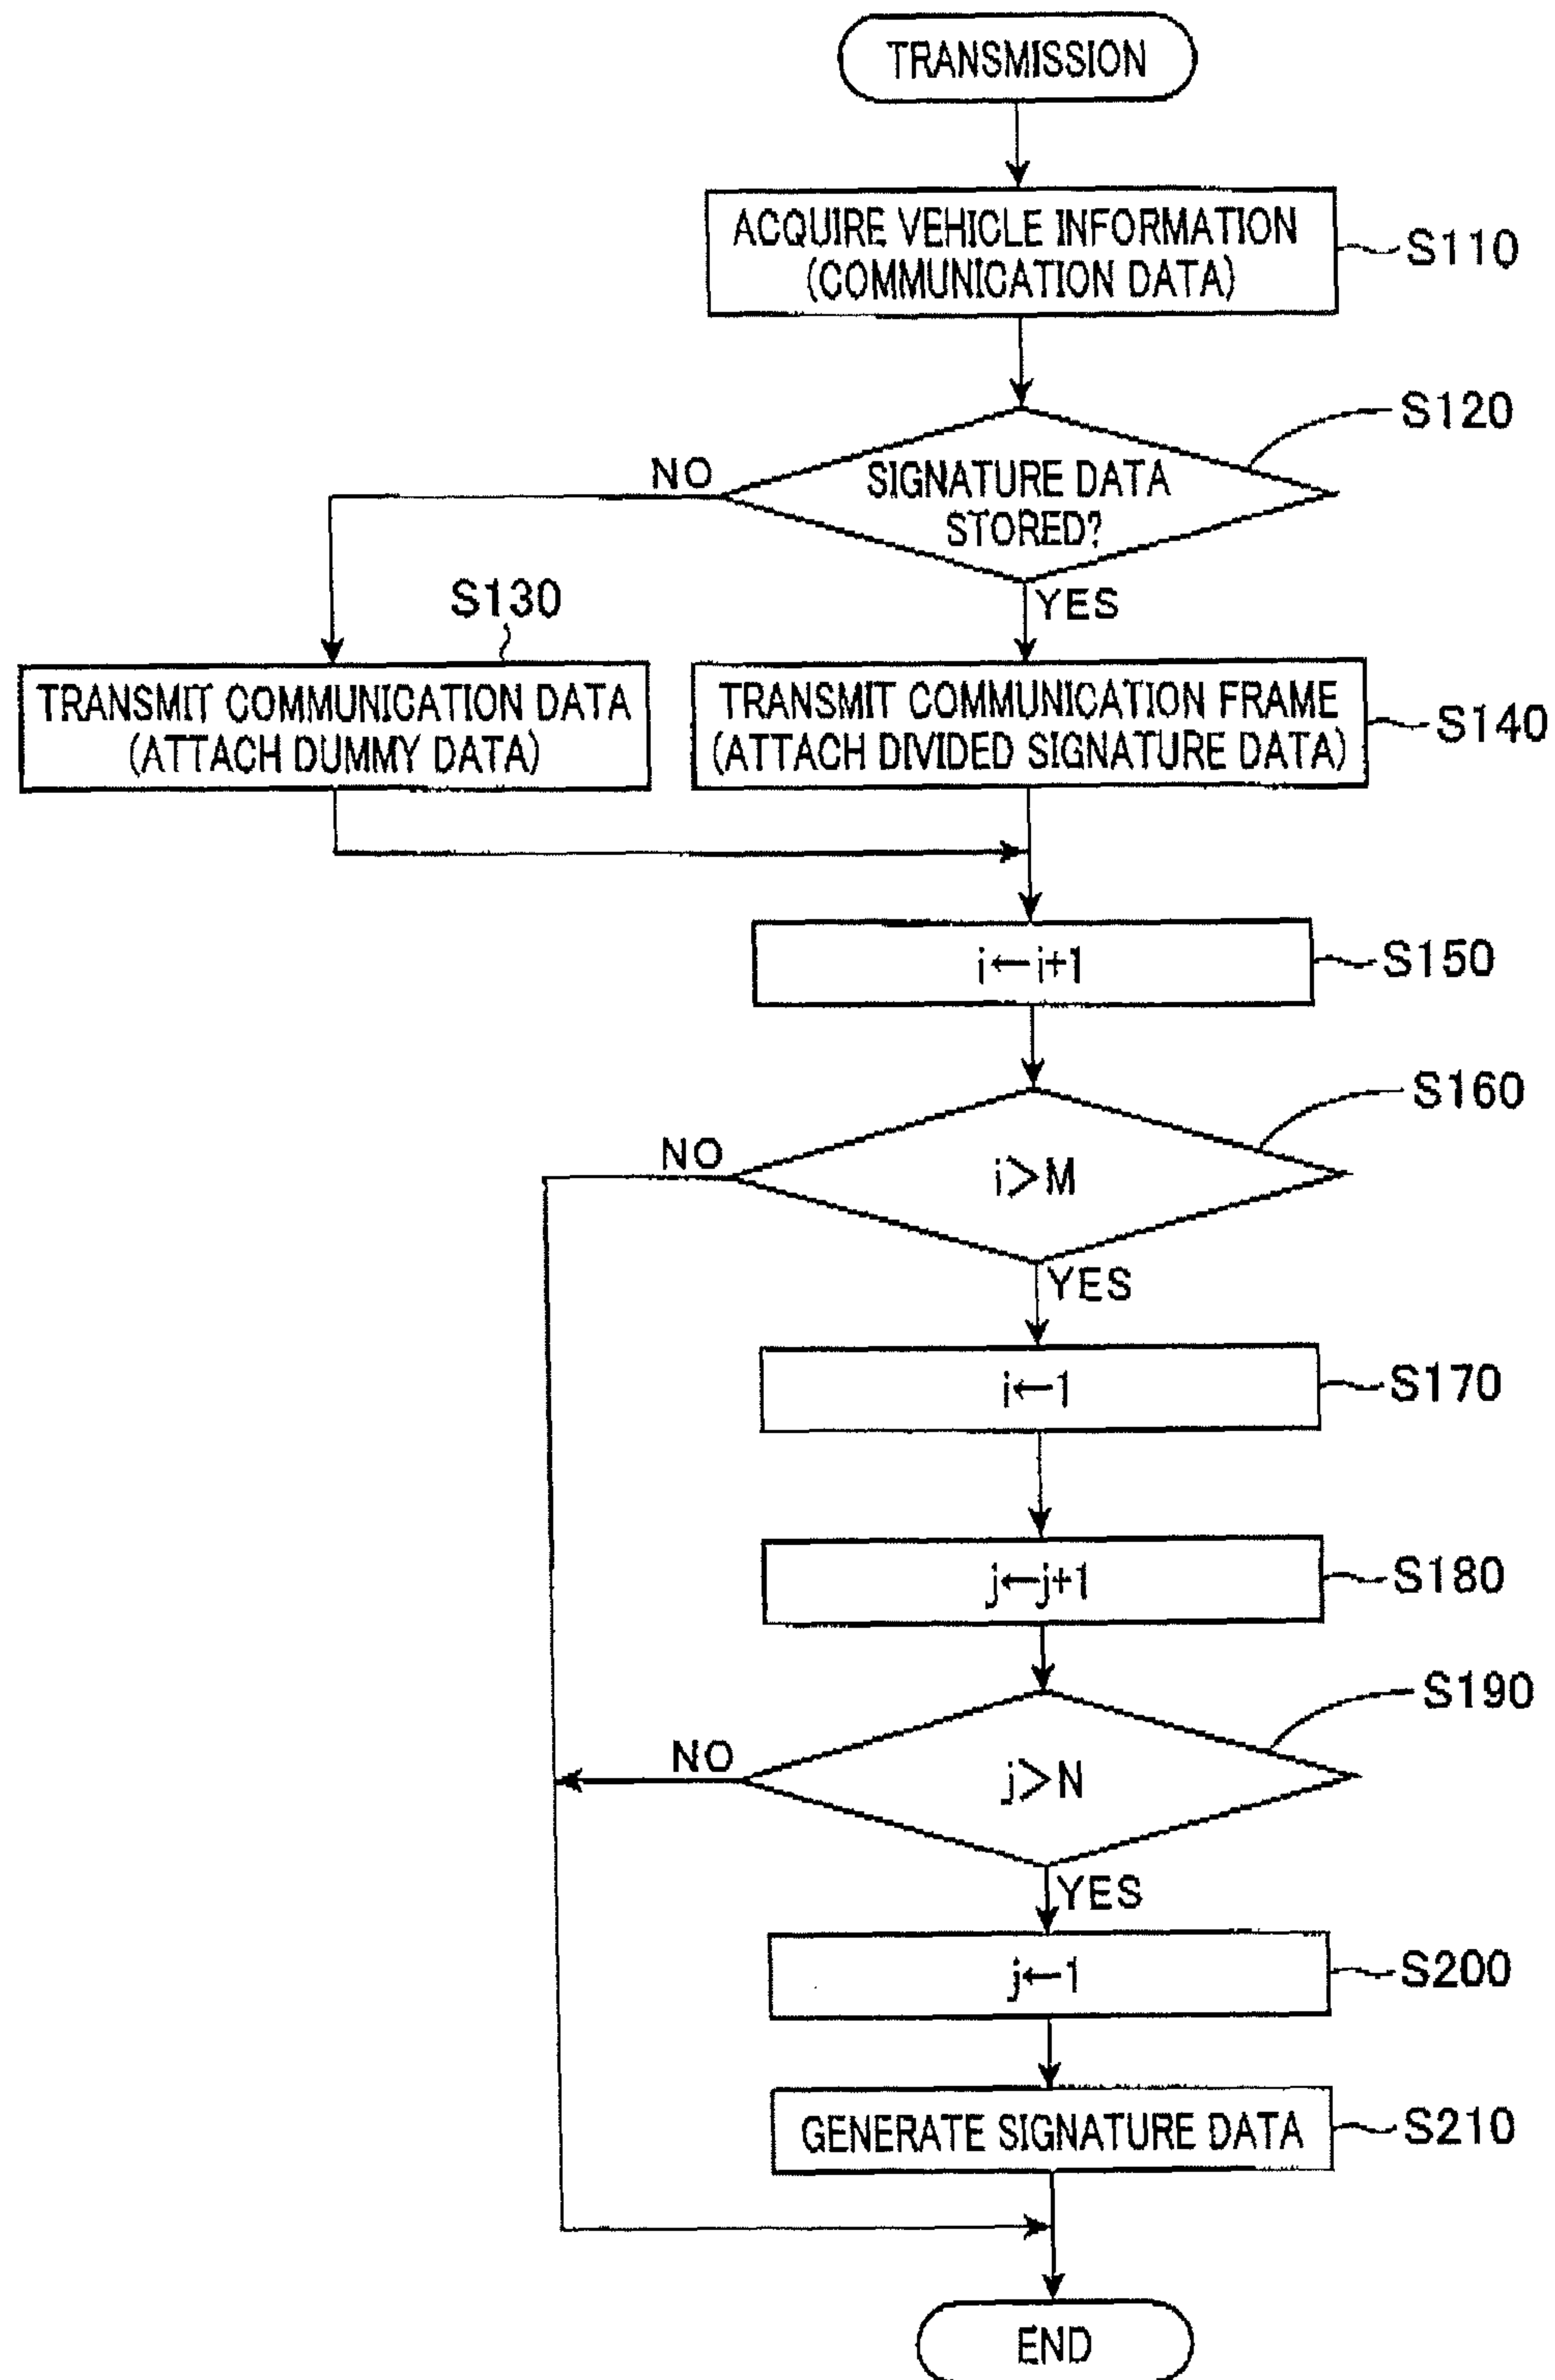 TRANSMISSION
ACQUIRE VEHICLE INFORMATION
(COMMUNICATION DATA)
S110
S120
NO
SIGNATURE DATA
STORED?
YES
S130
TRANSMIT COMMUNICATION DATA
(ATTACH DUMMY DATA)
TRANSMIT COMMUNICATION FRAME
(ATTACH DIVIDED SIGNATURE DATA)
S140
i←i+1
S150
S160
NO
i>M
YES
i←1
S170
j←j+1
S180
S190
NO
j>N
YES
j←1
S200
GENERATE SIGNATURE DATA
S210
END